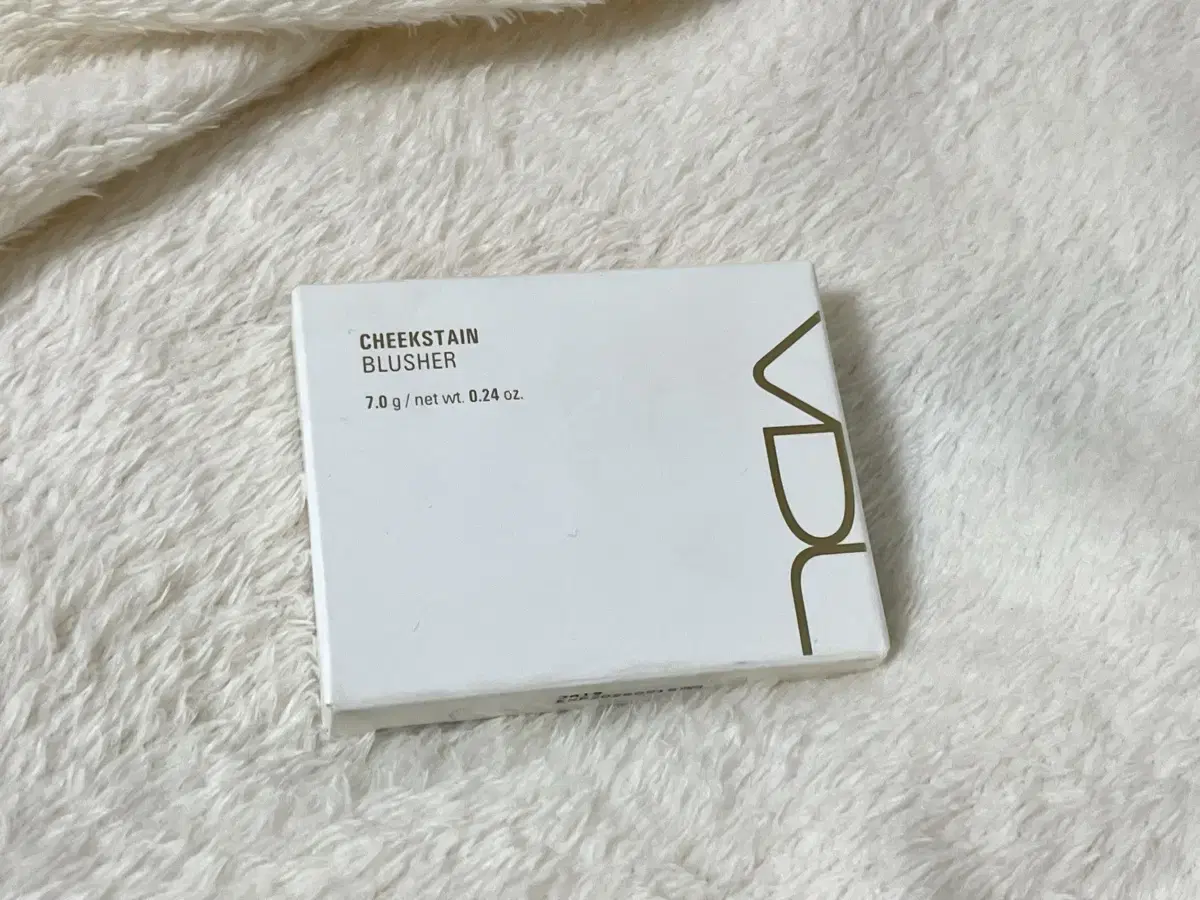 CHEEKSTAIN
BLUSHER
7.0 g / net wt. 0.24 oz.
VDL